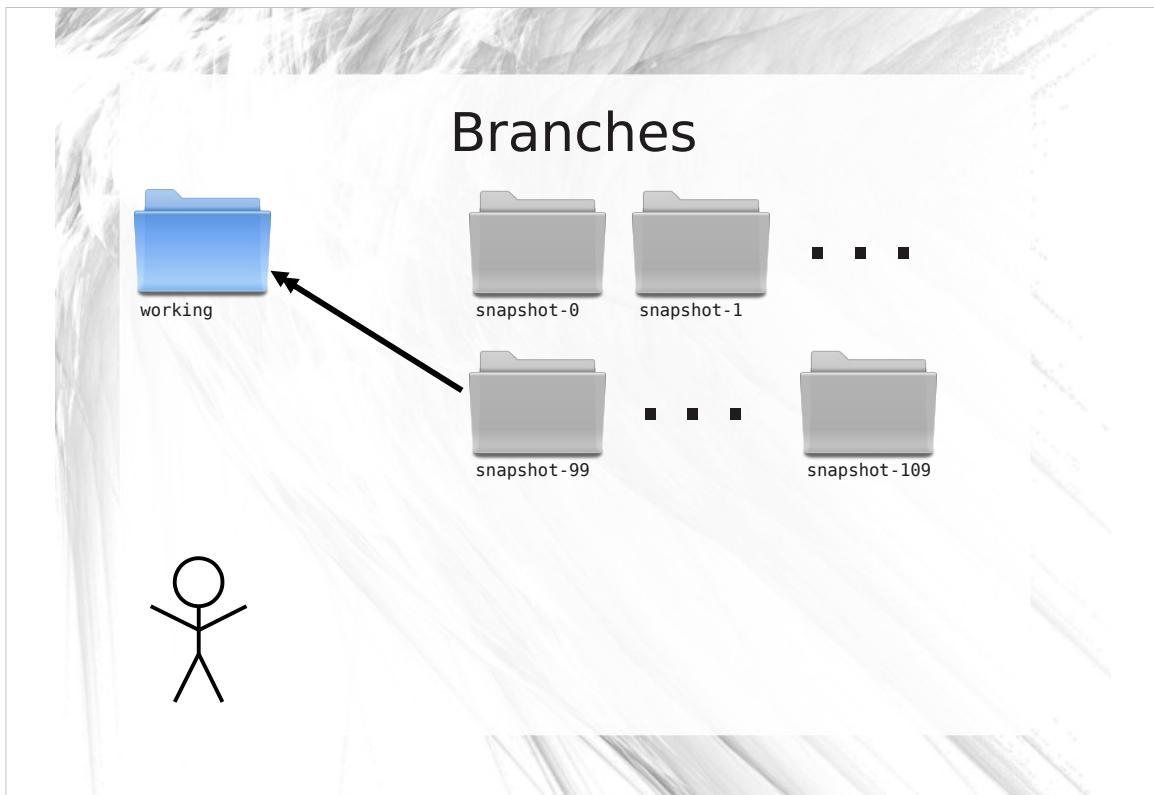 Branches
working
snapshot-0
snapshot-1
. . .
snapshot-99
. . .
snapshot-109